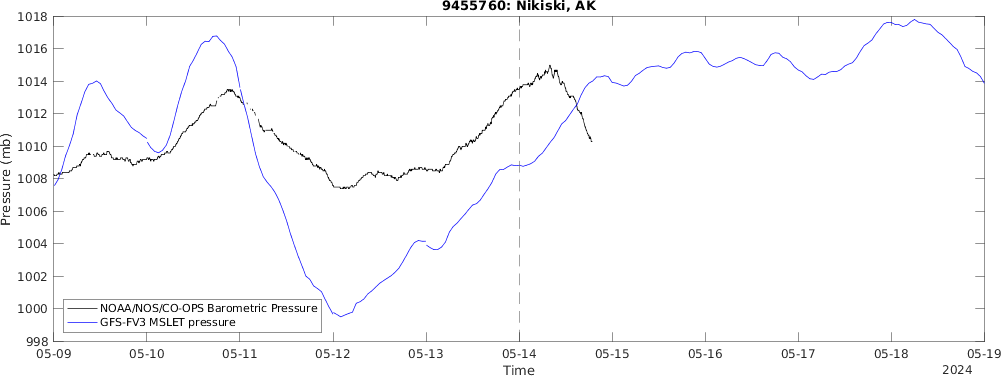 9455760: Nikiski, AK
Pressure (mb)
1018
1016
1014
1012
1010
1008
1006
1004
1002
1000
998
NOAA/NOS/CO-OPS Barometric Pressure
GFS-FV3 MSLET pressure
05-09 05-10 05-11 05-12 05-13 05-14 05-15 05-16 05-17 05-18 05-19
Time
2024